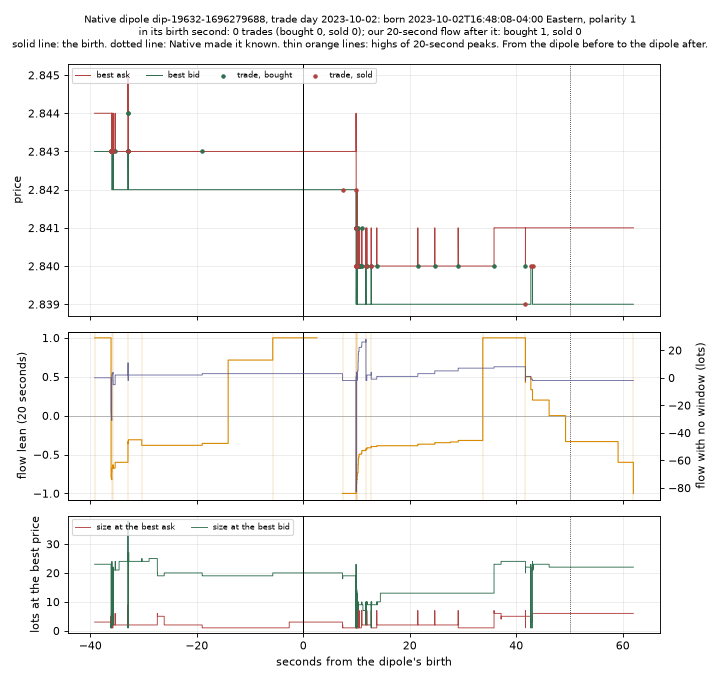 Native dipole dip-19632-1696279688, trade day 2023-10-02: born 2023-10-02T16:48:08-04:00 Eastern, polarity 1
in its birth second: 0 trades (bought 0, sold 0); our 20-second flow after it: bought 1, sold 0
solid line: the birth. dotted line: Native made it known. thin orange lines: highs of 20-second peaks. From the dipole before to the dipole after.
best ask
best bid
trade, bought
trade, sold
2.845
2.844
2.843
2.842
2.841
2.840
2.839
price
1.0
0.5
0.0
−0.5
−1.0
flow lean (20 seconds)
20
0
−20
−40
−60
−80
flow with no window (lots)
size at the best ask
size at the best bid
30
20
10
0
lots at the best price
−40
−20
0
20
40
60
seconds from the dipole's birth